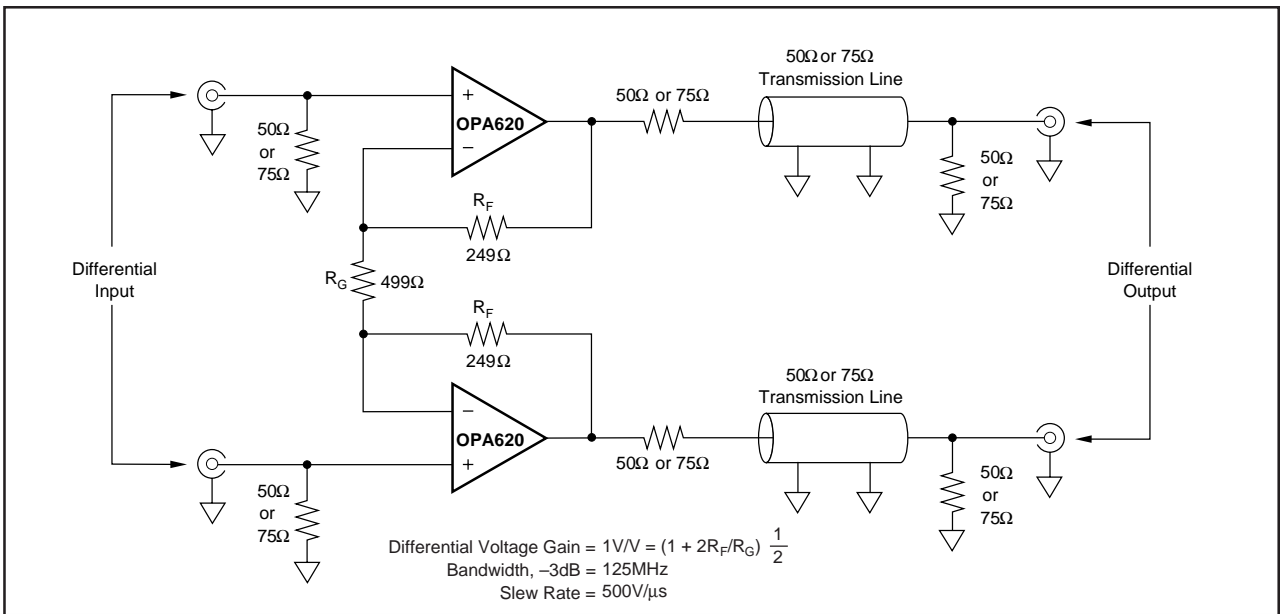 50Ω or 75Ω
Transmission Line
50Ω or 75Ω
+
OPA620
−
50Ω
or
75Ω
50Ω
or
75Ω
R_F
249Ω
Differential
Input
R_G 499Ω
Differential
Output
R_F
249Ω
50Ω or 75Ω
Transmission Line
−
OPA620
+
50Ω or 75Ω
50Ω
or
75Ω
50Ω
or
75Ω
Differential Voltage Gain = 1V/V = (1 + 2R_F/R_G) 1/2
Bandwidth, –3dB = 125MHz
Slew Rate = 500V/µs